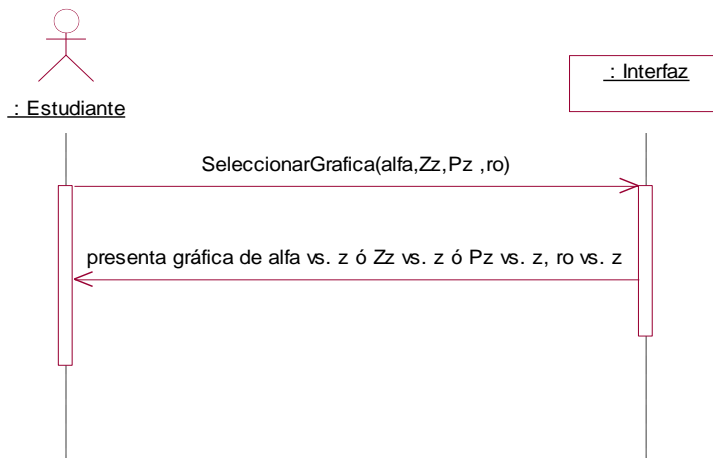 : Estudiante
: Interfaz
SeleccionarGrafica(alfa,Zz,Pz ,ro)
presenta gráfica de alfa vs. z ó Zz vs. z ó Pz vs. z, ro vs. z